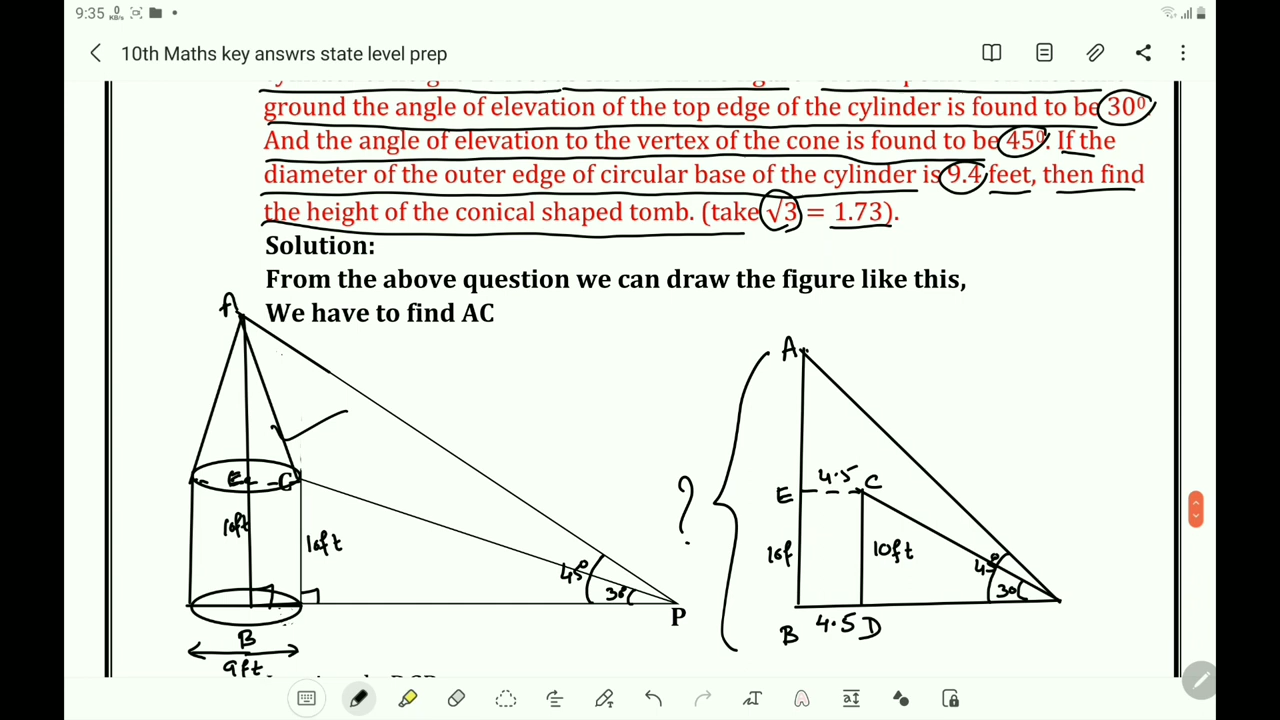 9:35 0 KB/s
10th Maths key answrs state level prep
ground the angle of elevation of the top edge of the cylinder is found to be 30⁰
And the angle of elevation to the vertex of the cone is found to be 45⁰. If the
diameter of the outer edge of circular base of the cylinder is 9.4 feet, then find
the height of the conical shaped tomb. (take √3 = 1.73).
Solution:
From the above question we can draw the figure like this,
We have to find AC
A
E C
10ft
10ft
45°
30°
P
B
9ft
?
A
4.5
E C
10f
10ft
45°
30
B 4.5 D